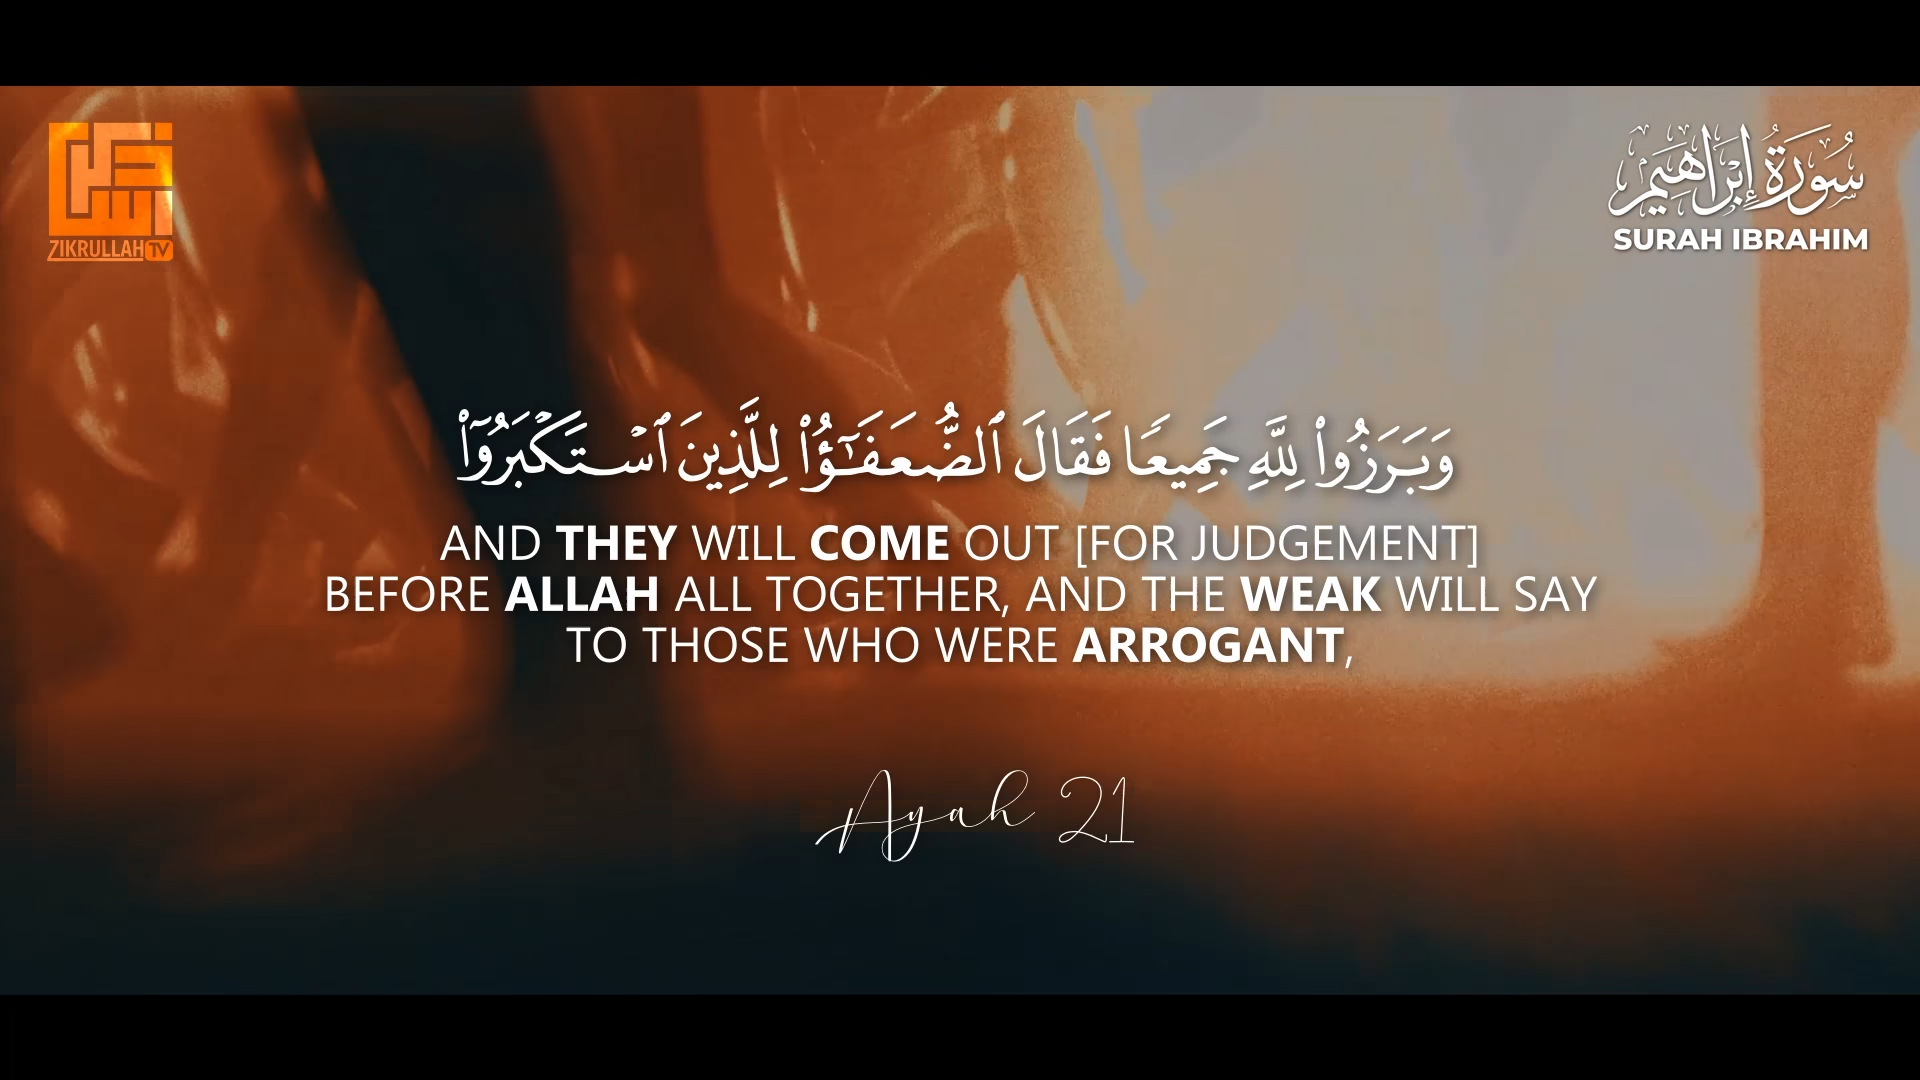 ZIKRULLAH TV
سُورَةُ إِبْرَاهِيم
SURAH IBRAHIM
وَبَرَزُوا۟ لِلَّهِ جَمِيعًا فَقَالَ ٱلضُّعَفَـٰٓؤُا۟ لِلَّذِينَ ٱسْتَكْبَرُوٓا۟
AND THEY WILL COME OUT [FOR JUDGEMENT]
BEFORE ALLAH ALL TOGETHER, AND THE WEAK WILL SAY
TO THOSE WHO WERE ARROGANT,
Ayah 21